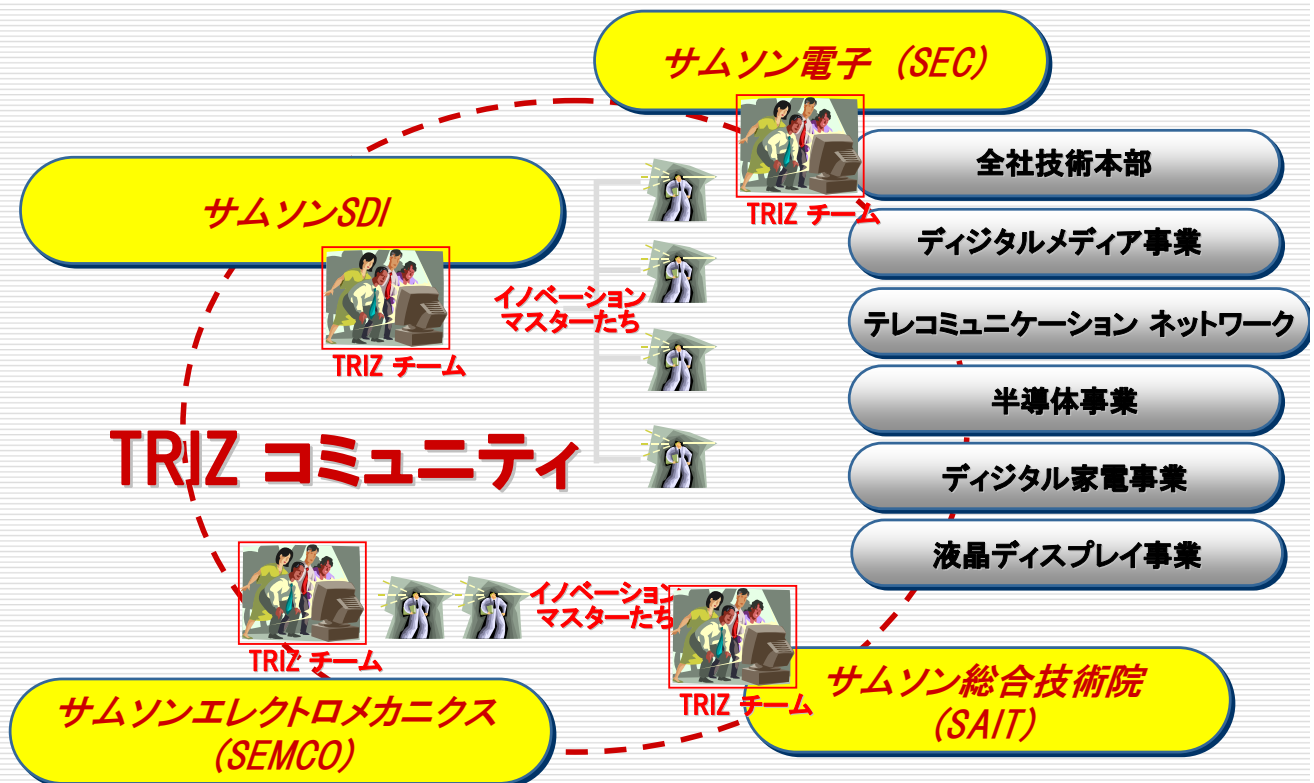 サムソン電子 (SEC)
TRIZ チーム
全社技術本部
ディジタルメディア事業
テレコミュニケーション ネットワーク
半導体事業
ディジタル家電事業
液晶ディスプレイ事業
サムソンSDI
TRIZ チーム
イノベーション
マスターたち
TRIZ コミュニティ
TRIZ チーム
イノベーション
マスターたち
TRIZ チーム
サムソンエレクトロメカニクス
(SEMCO)
サムソン総合技術院
(SAIT)